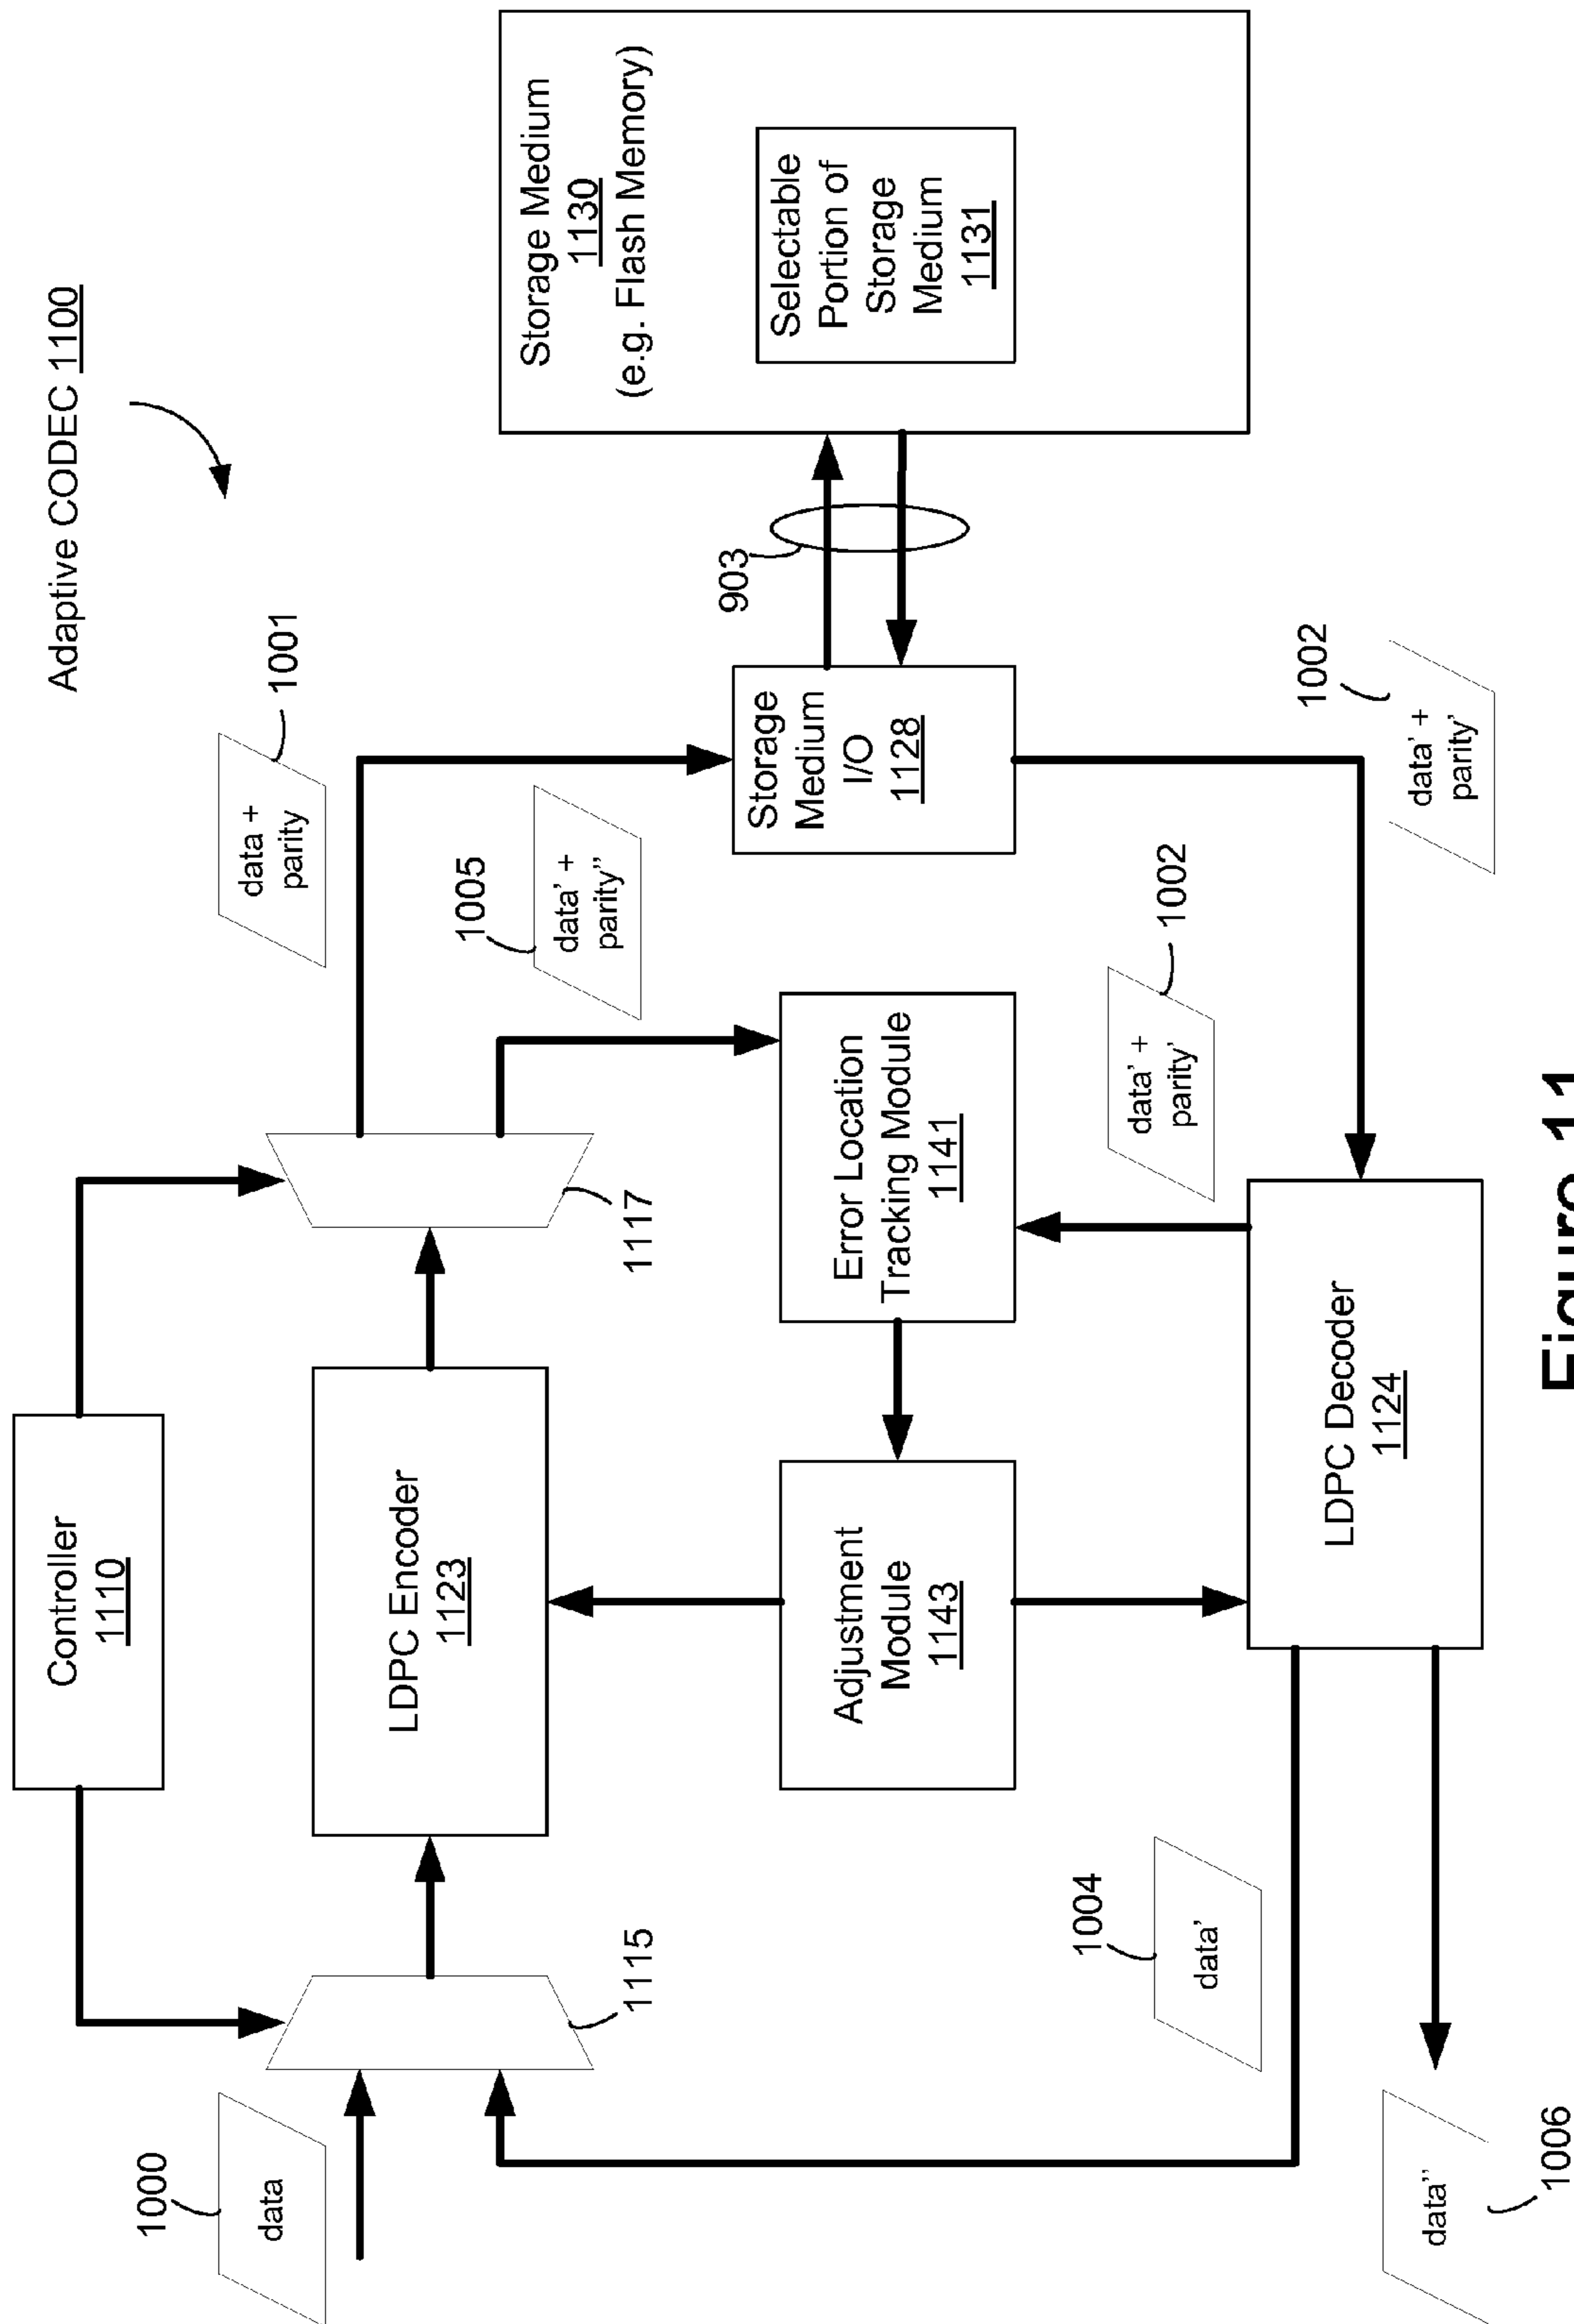 Adaptive CODEC 1100
Controller
1110
1000
data
1115
LDPC Encoder
1123
1117
data +
parity
1001
1005
data' +
parity''
Storage Medium
1130
(e.g. Flash Memory)
Selectable
Portion of
Storage
Medium
1131
903
Storage
Medium
I/O
1128
Adjustment
Module
1143
Error Location
Tracking Module
1141
1004
data'
data' +
parity'
1002
LDPC Decoder
1124
data' +
parity'
1002
data''
1006
Figure 11